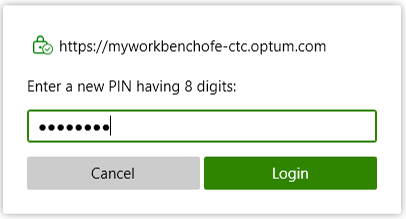 https://myworkbenchofe-ctc.optum.com
Enter a new PIN having 8 digits:
●●●●●●●●
Cancel
Login